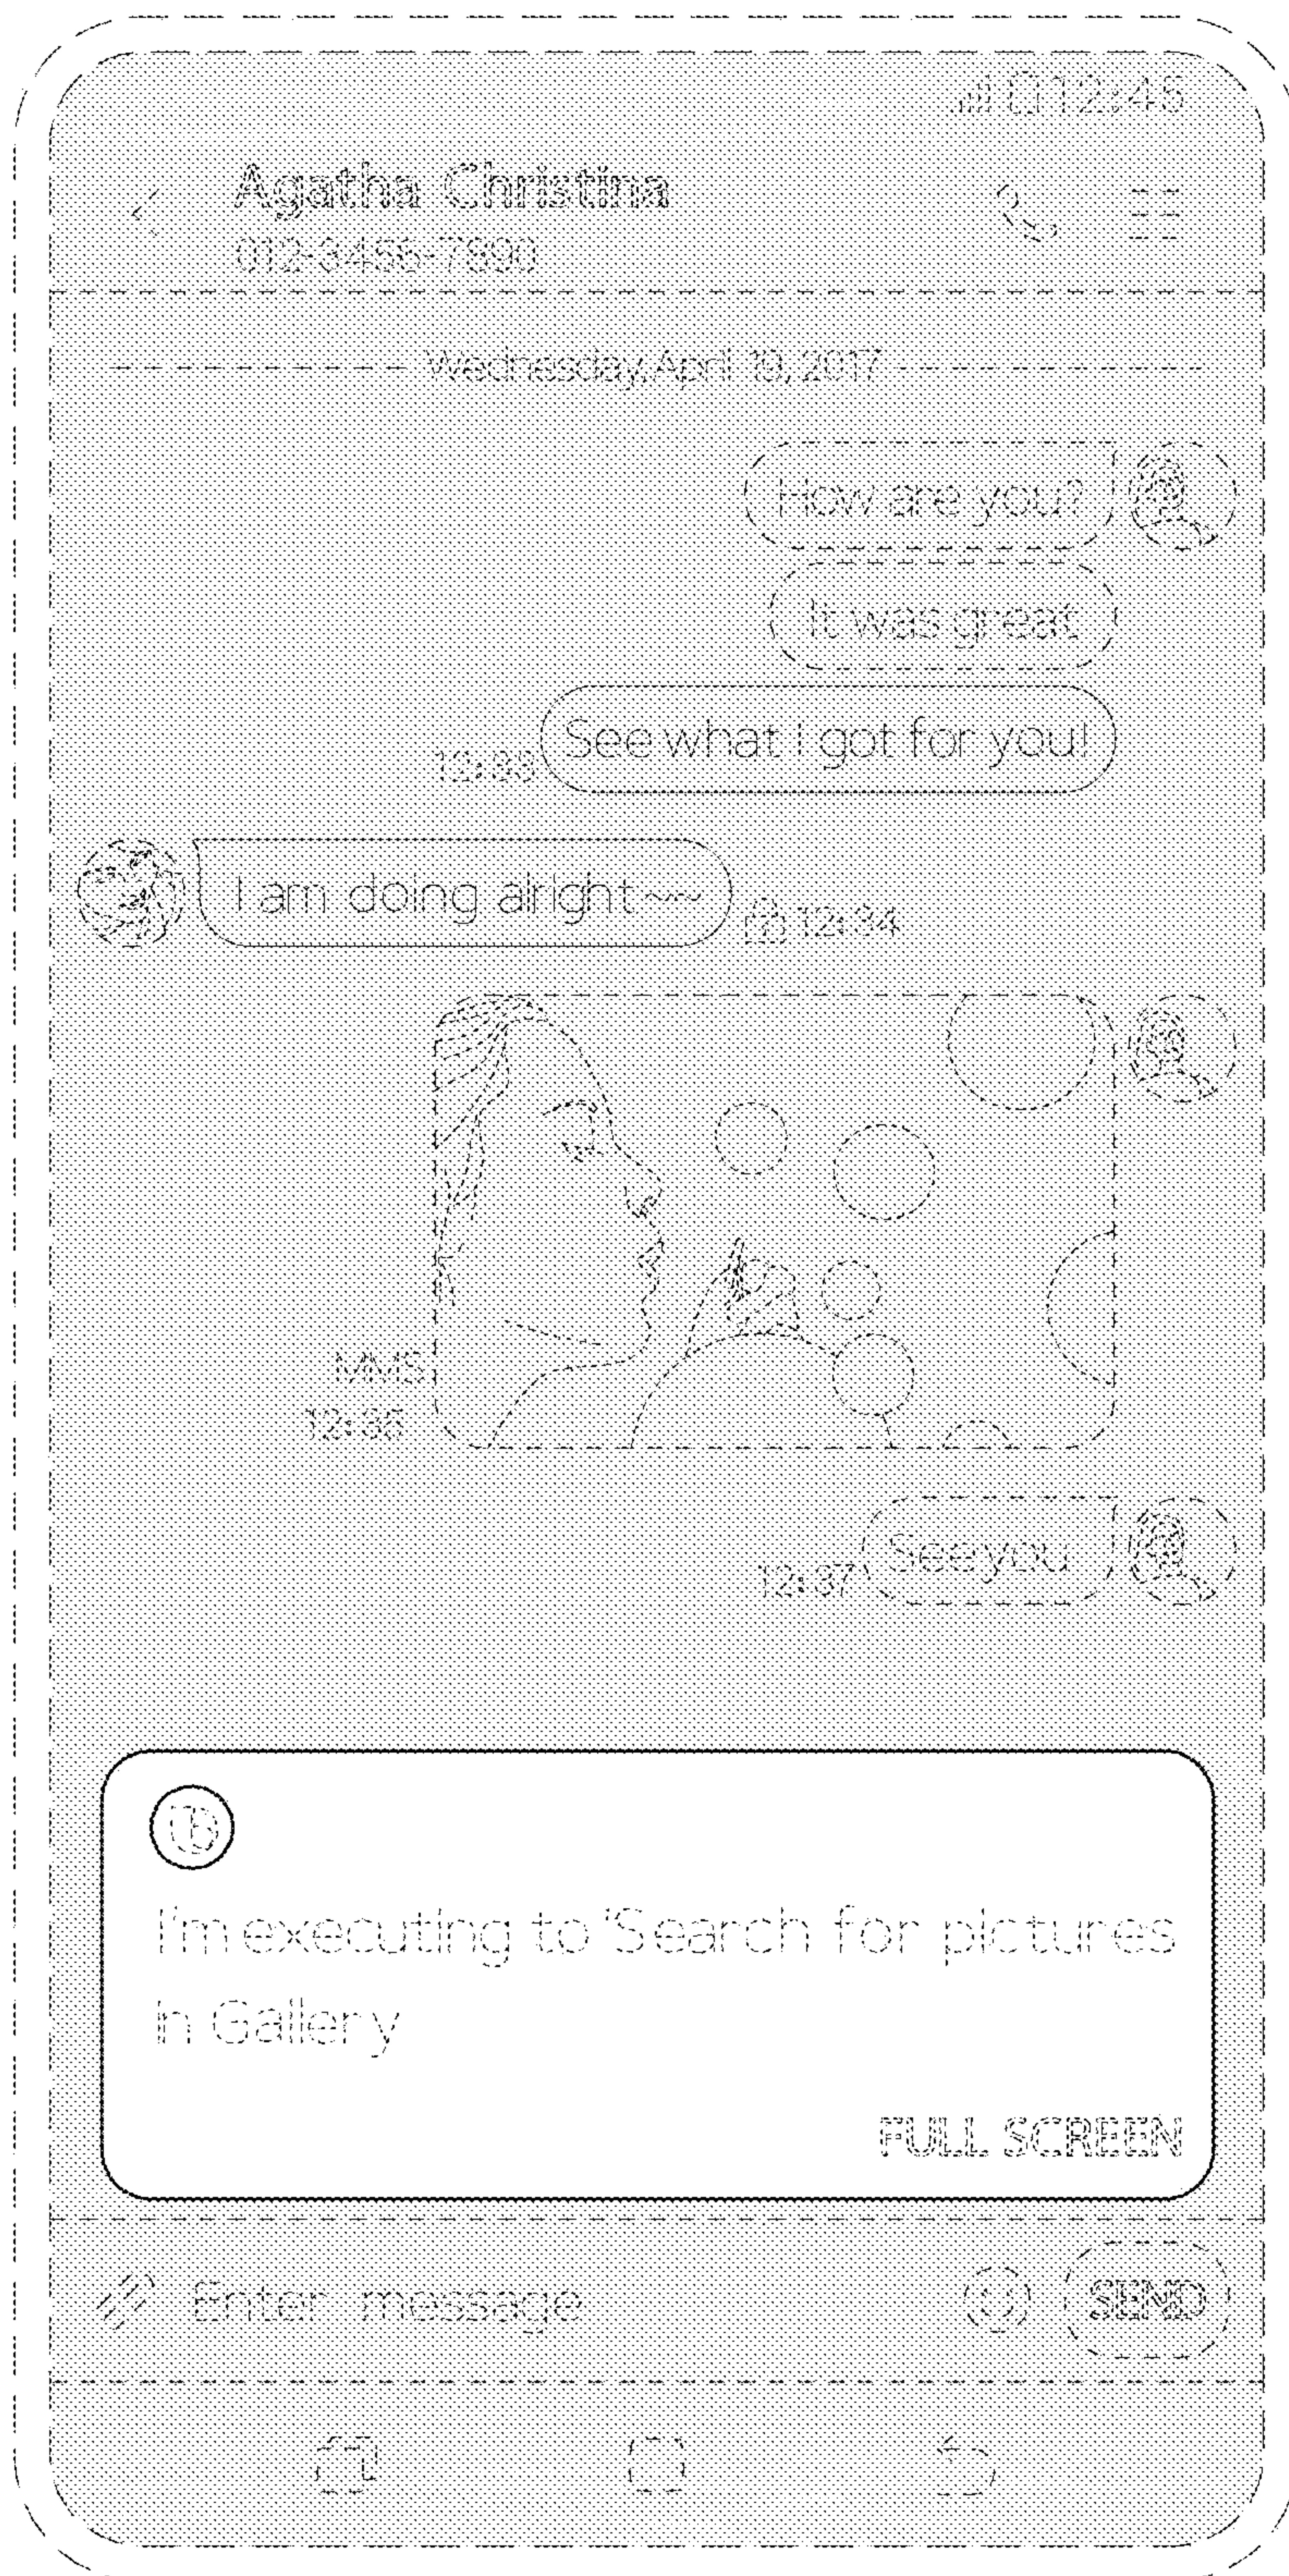 12:45
Agatha Christina
012-3456-7890
Wednesday, April 19, 2017
How are you?
It was great
See what I got for you!
12:33
I am doing alright~~
12:34
MMS
12:35
See you
12:37
I'm executing to 'Search for pictures
in Gallery
FULL SCREEN
Enter message
SEND